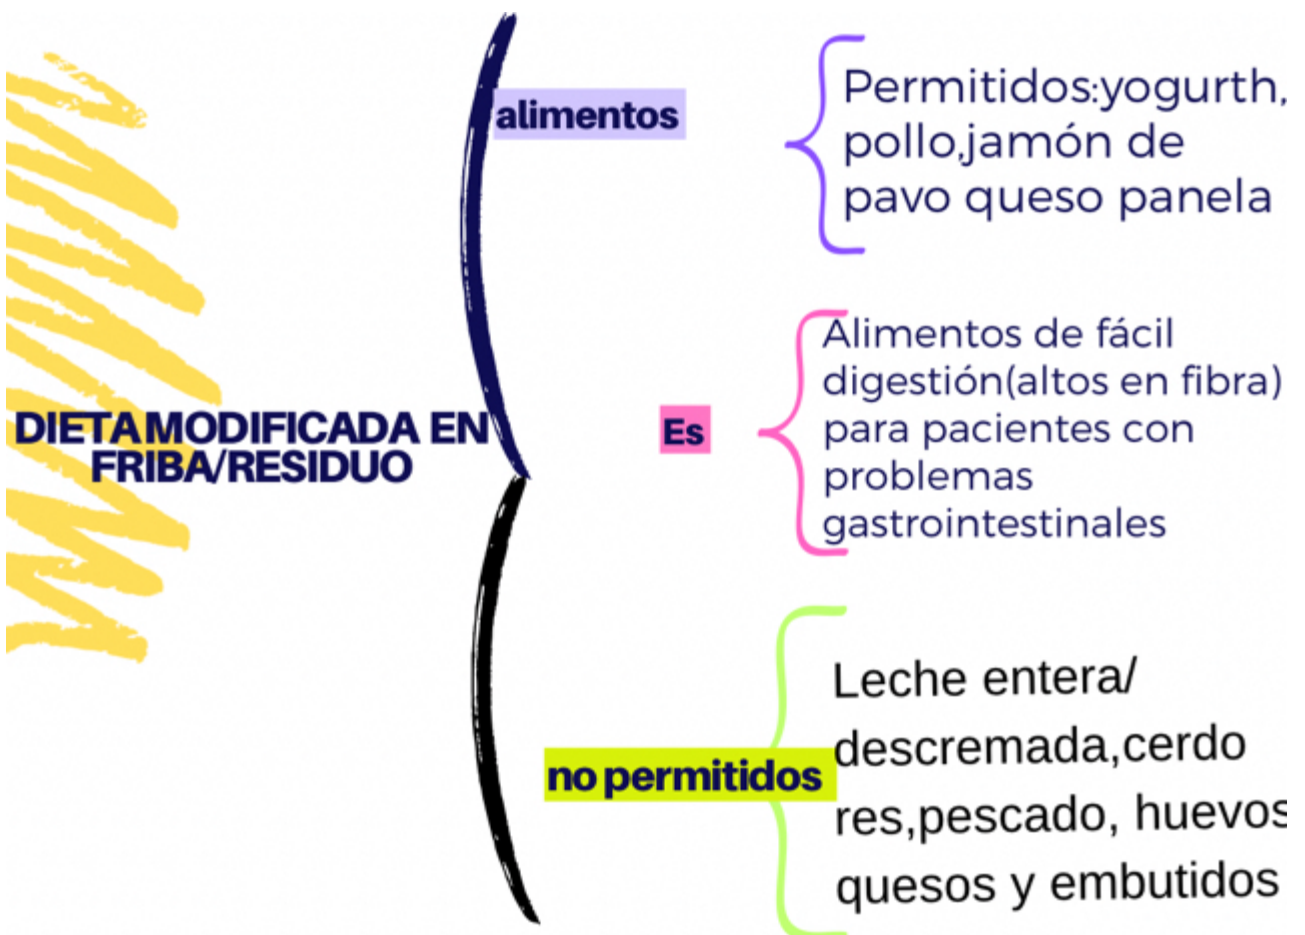 DIETA MODIFICADA EN
FRIBA/RESIDUO
alimentos
Permitidos:yogurth,
pollo,jamón de
pavo queso panela
Es
Alimentos de fácil
digestión(altos en fibra)
para pacientes con
problemas
gastrointestinales
no permitidos
Leche entera/
descremada,cerdo
res,pescado, huevos
quesos y embutidos